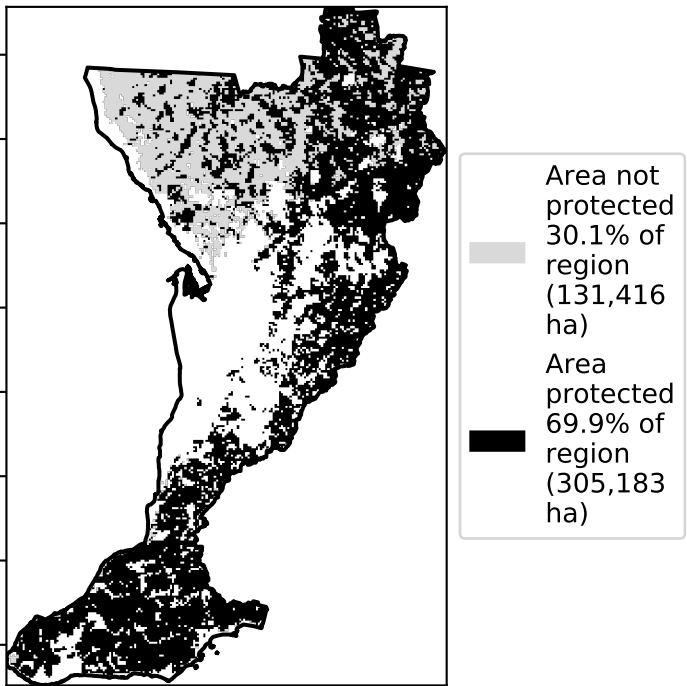 Area not
protected
30.1% of
region
(131,416
ha)
Area
protected
69.9% of
region
(305,183
ha)